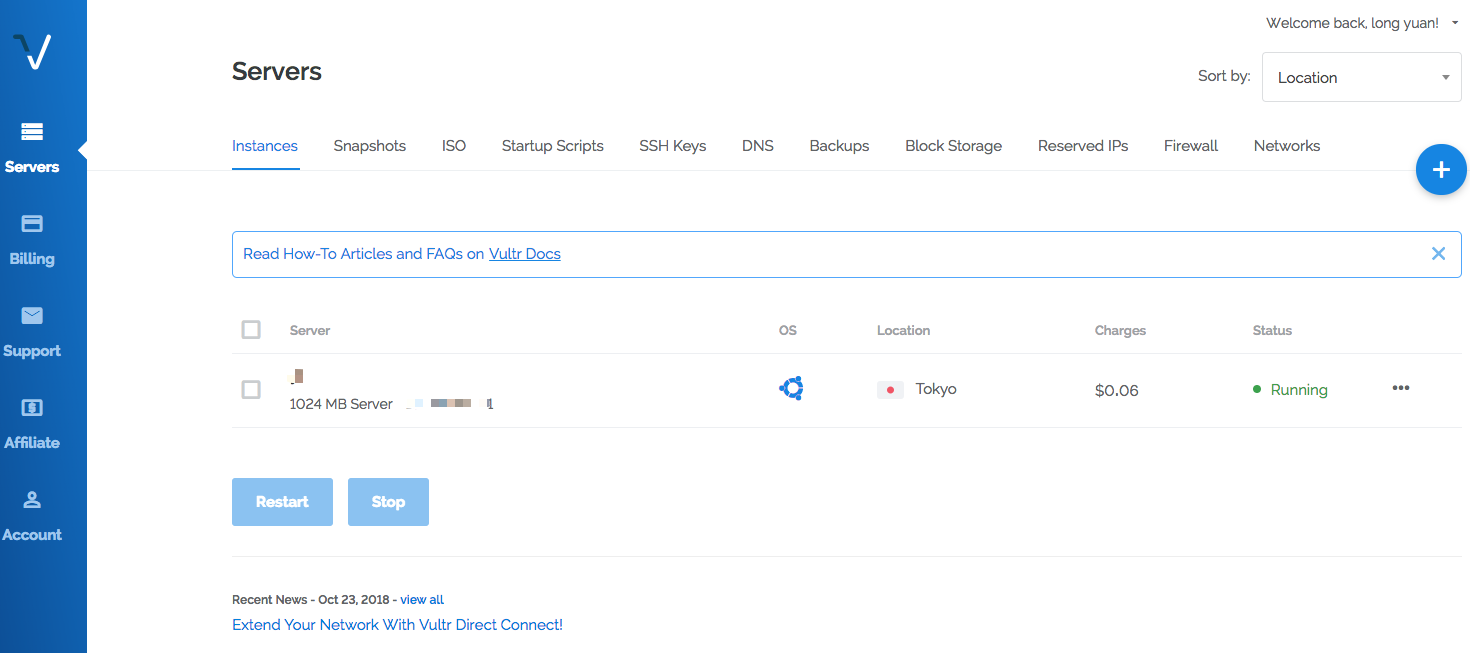 Welcome back, long yuan!
Servers
Sort by:
Location
Instances
Snapshots
ISO
Startup Scripts
SSH Keys
DNS
Backups
Block Storage
Reserved IPs
Firewall
Networks
Servers
Billing
Support
Affiliate
Account
Read How-To Articles and FAQs on Vultr Docs
Server
OS
Location
Charges
Status
1024 MB Server
Tokyo
$0.06
Running
Restart
Stop
Recent News - Oct 23, 2018 - view all
Extend Your Network With Vultr Direct Connect!